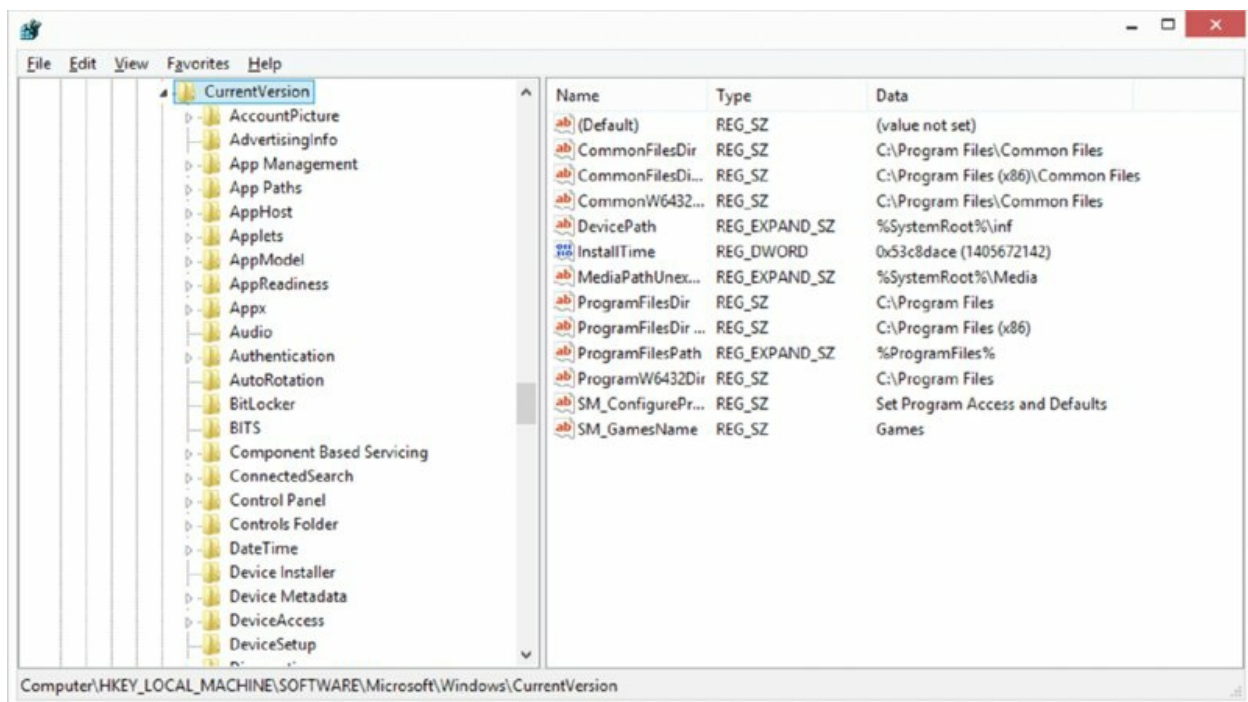 File Edit View Favorites Help
CurrentVersion
AccountPicture
AdvertisingInfo
App Management
App Paths
AppHost
Applets
AppModel
AppReadiness
Appx
Audio
Authentication
AutoRotation
BitLocker
BITS
Component Based Servicing
ConnectedSearch
Control Panel
Controls Folder
DateTime
Device Installer
Device Metadata
DeviceAccess
DeviceSetup
Name Type Data
(Default) REG_SZ (value not set)
CommonFilesDir REG_SZ C:\Program Files\Common Files
CommonFilesDi... REG_SZ C:\Program Files (x86)\Common Files
CommonW6432... REG_SZ C:\Program Files\Common Files
DevicePath REG_EXPAND_SZ %SystemRoot%\inf
InstallTime REG_DWORD 0x53c8dace (1405672142)
MediaPathUnex... REG_EXPAND_SZ %SystemRoot%\Media
ProgramFilesDir REG_SZ C:\Program Files
ProgramFilesDir ... REG_SZ C:\Program Files (x86)
ProgramFilesPath REG_EXPAND_SZ %ProgramFiles%
ProgramW6432Dir REG_SZ C:\Program Files
SM_ConfigurePr... REG_SZ Set Program Access and Defaults
SM_GamesName REG_SZ Games
Computer\HKEY_LOCAL_MACHINE\SOFTWARE\Microsoft\Windows\CurrentVersion